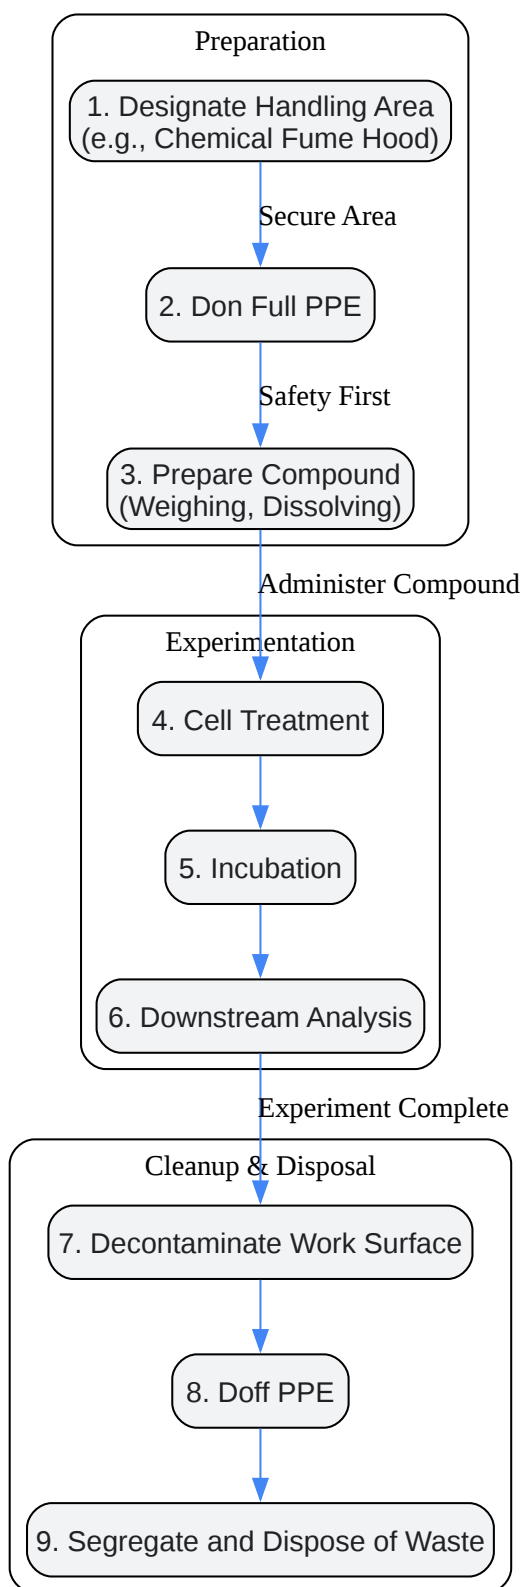 Preparation
1. Designate Handling Area
(e.g., Chemical Fume Hood)
Secure Area
2. Don Full PPE
Safety First
3. Prepare Compound
(Weighing, Dissolving)
Administer Compound
Experimentation
4. Cell Treatment
5. Incubation
6. Downstream Analysis
Experiment Complete
Cleanup & Disposal
7. Decontaminate Work Surface
8. Doff PPE
9. Segregate and Dispose of Waste